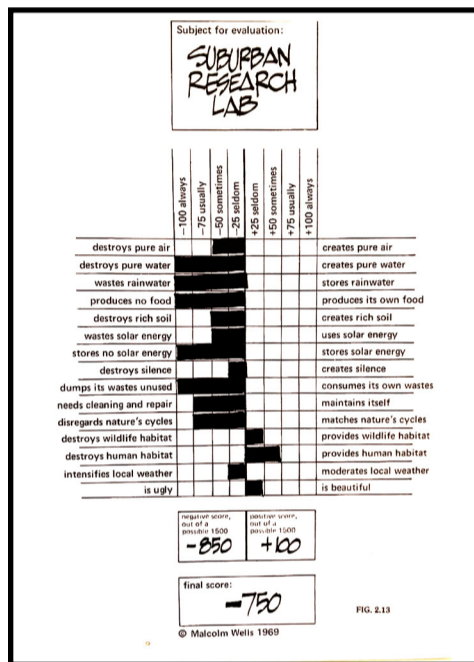 Subject for evaluation:
SUBURBAN
RESEARCH
LAB
−100 always
−75 usually
−50 sometimes
−25 seldom
+25 seldom
+50 sometimes
+75 usually
+100 always
destroys pure air creates pure air
destroys pure water creates pure water
wastes rainwater stores rainwater
produces no food produces its own food
destroys rich soil creates rich soil
wastes solar energy uses solar energy
stores no solar energy stores solar energy
destroys silence creates silence
dumps its wastes unused consumes its own wastes
needs cleaning and repair maintains itself
disregards nature's cycles matches nature's cycles
destroys wildlife habitat provides wildlife habitat
destroys human habitat provides human habitat
intensifies local weather moderates local weather
is ugly is beautiful
negative score,
out of a
possible 1500
−850
positive score,
out of a
possible 1500
+100
final score:
−750
FIG. 2.13
© Malcolm Wells 1969